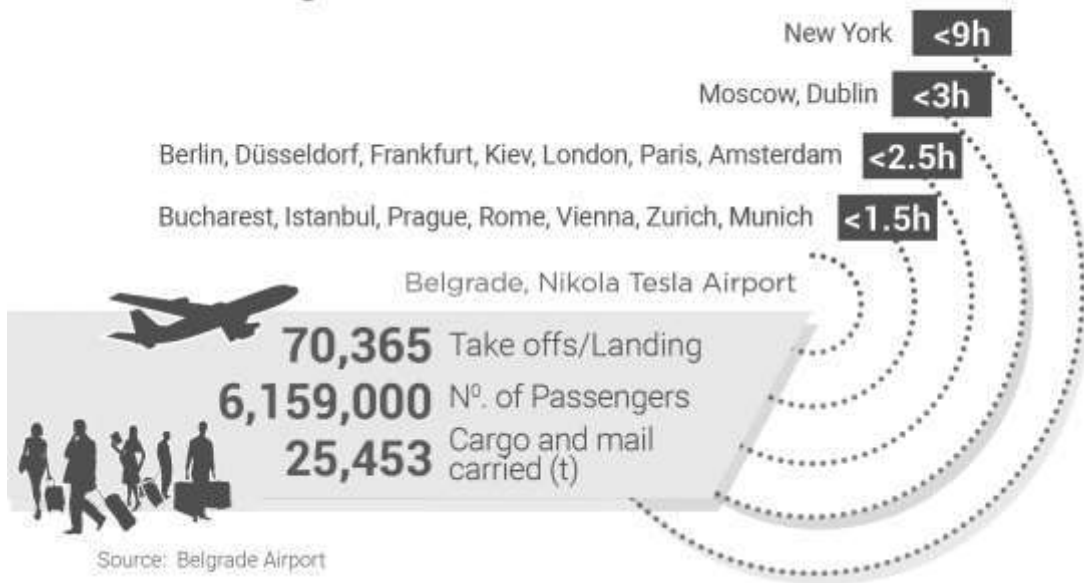 New York <9h
Moscow, Dublin <3h
Berlin, Düsseldorf, Frankfurt, Kiev, London, Paris, Amsterdam <2.5h
Bucharest, Istanbul, Prague, Rome, Vienna, Zurich, Munich <1.5h
Belgrade, Nikola Tesla Airport
70,365 Take offs/Landing
6,159,000 Nº. of Passengers
25,453 Cargo and mail
carried (t)
Source: Belgrade Airport